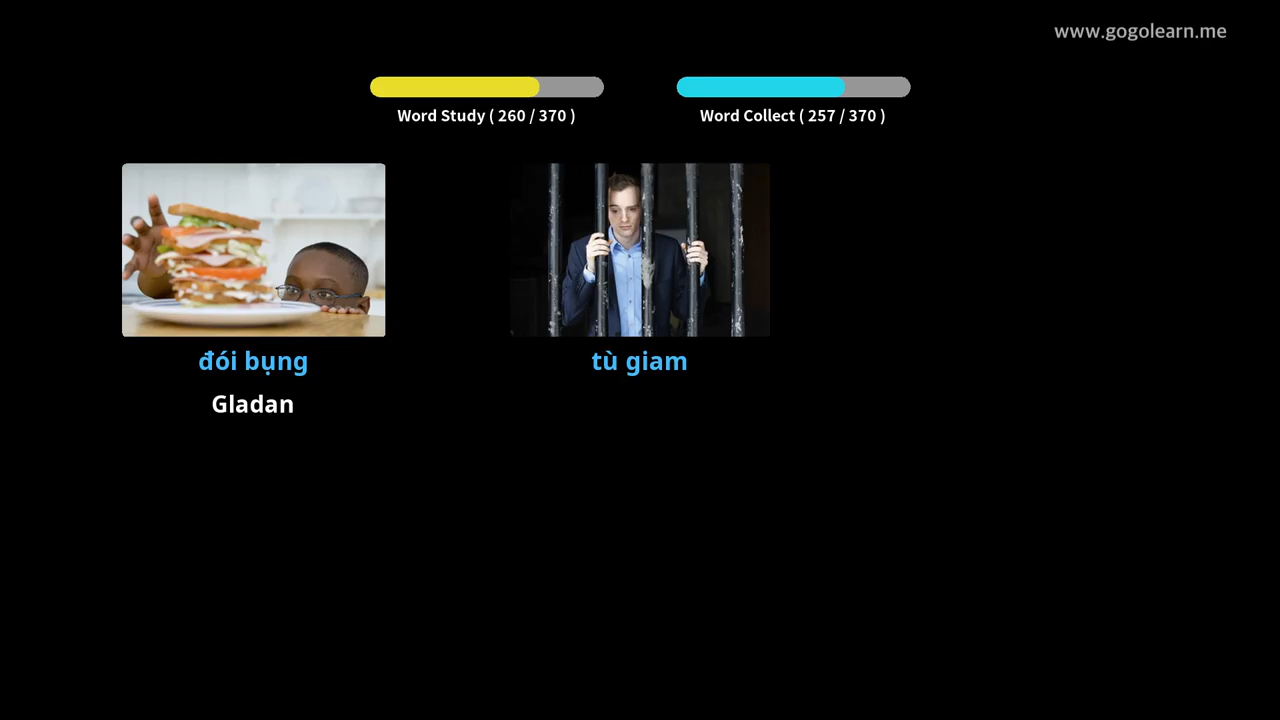 www.gogolearn.me
Word Study ( 260 / 370 )
Word Collect ( 257 / 370 )
đói bụng
Gladan
tù giam